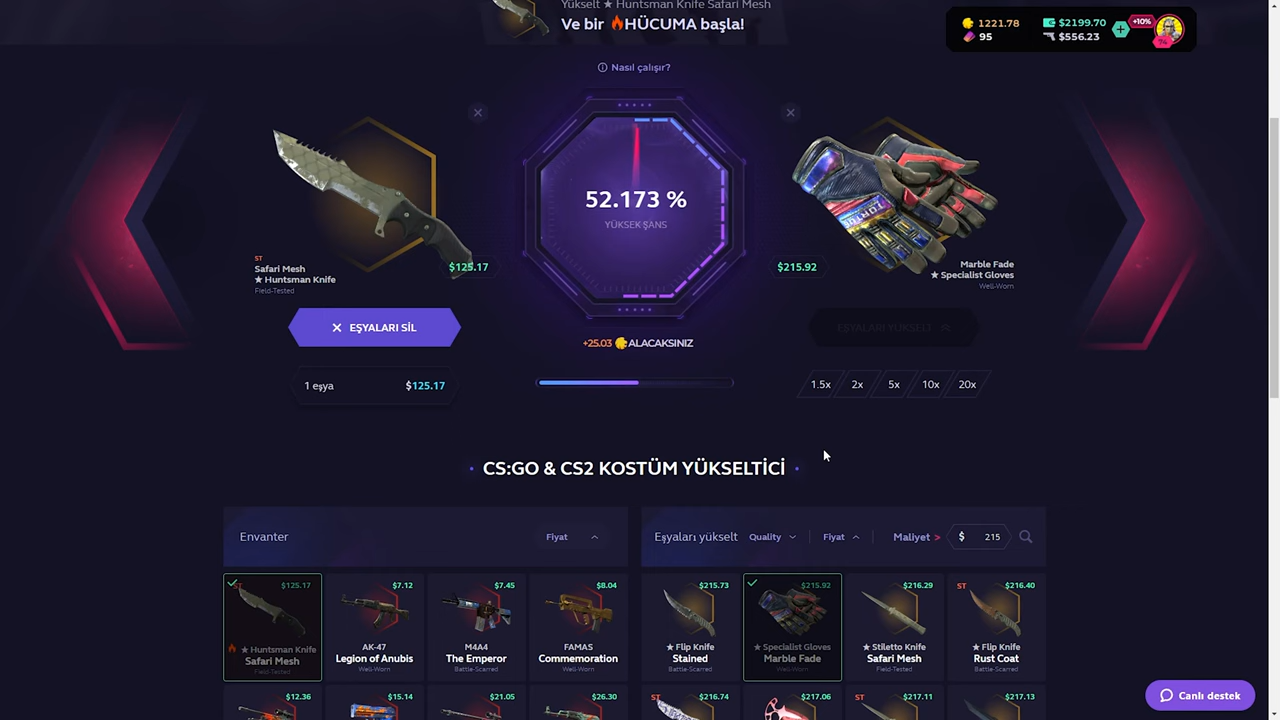 Yükselt ★ Huntsman Knife Safari Mesh
Ve bir HÜCUMA başla!
1221.78
95
$2199.70
$556.23
+10%
Nasıl çalışır?
52.173 %
YÜKSEK ŞANS
ST
Safari Mesh
★ Huntsman Knife
Field-Tested
$125.17
$215.92
Marble Fade
★ Specialist Gloves
Well-Worn
EŞYALARI SİL
EŞYALARI YÜKSELT
+25.03 ALACAKSINIZ
1 eşya
$125.17
1.5x
2x
5x
10x
20x
CS:GO & CS2 KOSTÜM YÜKSELTİCİ
Envanter
Fiyat
Eşyaları yükselt
Quality
Fiyat
Maliyet >
$ 215
ST
$125.17
★ Huntsman Knife
Safari Mesh
Field-Tested
$7.12
AK-47
Legion of Anubis
Well-Worn
$7.45
M4A4
The Emperor
Battle-Scarred
$8.04
FAMAS
Commemoration
Well-Worn
$215.73
★ Flip Knife
Stained
Battle-Scarred
$215.92
★ Specialist Gloves
Marble Fade
Well-Worn
$216.29
★ Stiletto Knife
Safari Mesh
Field-Tested
ST
$216.40
★ Flip Knife
Rust Coat
Battle-Scarred
$12.36
$15.14
$21.05
$26.30
ST
$216.74
$217.06
ST
$217.11
$217.13
Canlı destek